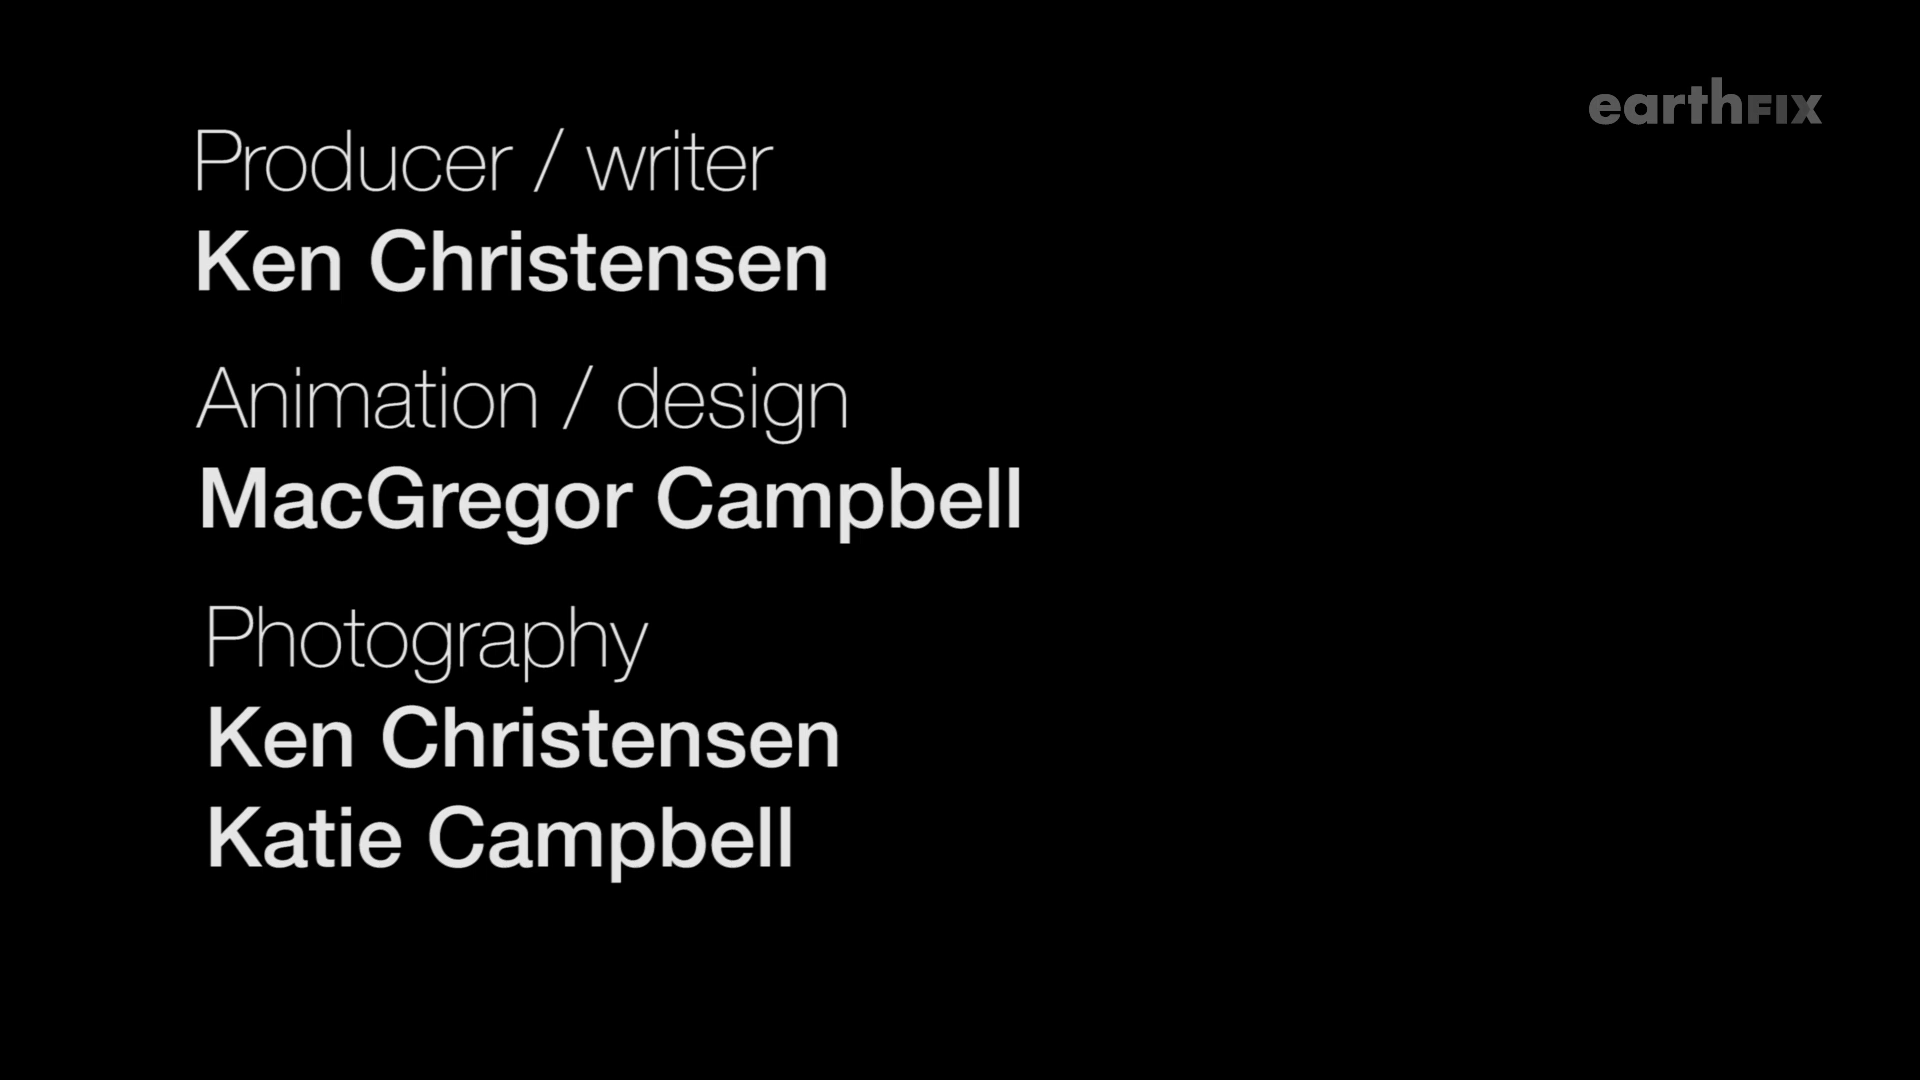 earthFIX
Producer / writer
Ken Christensen
Animation / design
MacGregor Campbell
Photography
Ken Christensen
Katie Campbell